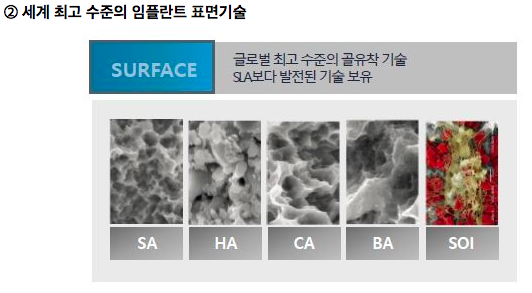 ② 세계 최고 수준의 임플란트 표면기술
SURFACE
글로벌 최고 수준의 골유착 기술
SLA보다 발전된 기술 보유
SA
HA
CA
BA
SOI